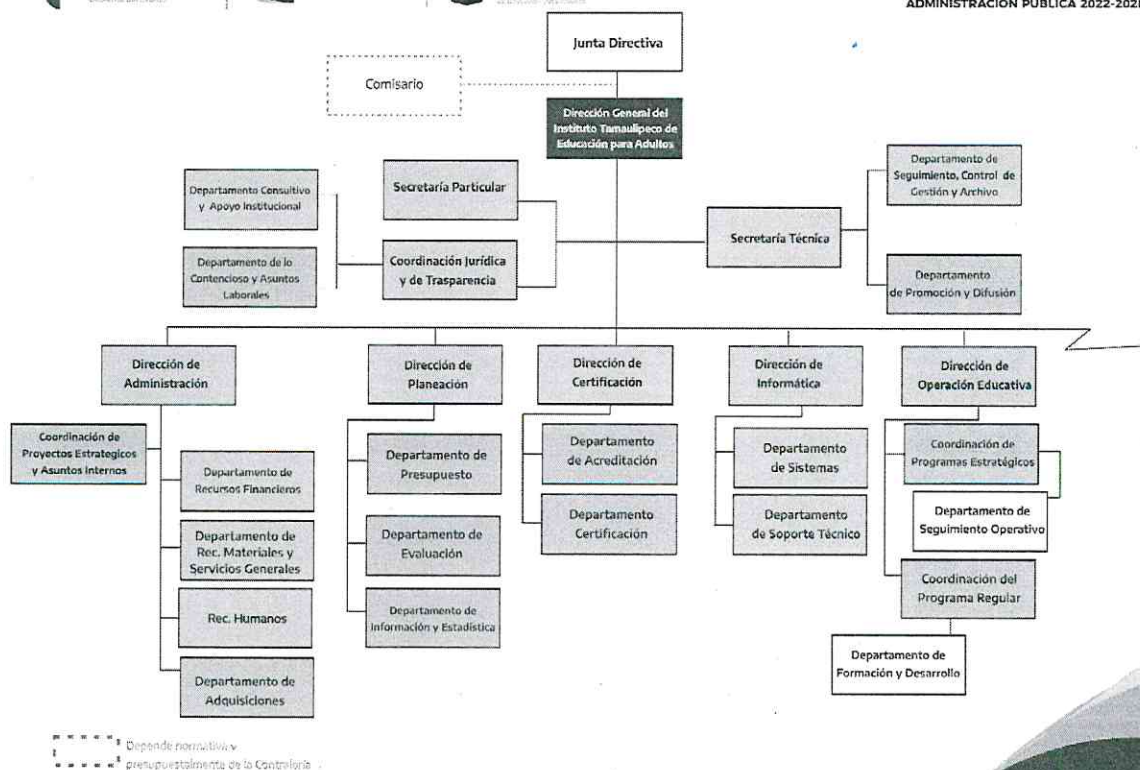 ADMINISTRACIÓN PÚBLICA 2022-202
Junta Directiva
Comisario
Dirección General del
Instituto Tamaulipeco de
Educación para Adultos
Departamento Consultivo
y Apoyo Institucional
Secretaría Particular
Departamento de
Seguimiento, Control de
Gestión y Archivo
Secretaría Técnica
Departamento de lo
Contencioso y Asuntos
Laborales
Coordinación Jurídica
y de Trasparencia
Departamento
de Promoción y Difusión
Dirección de
Administración
Dirección de
Planeación
Dirección de
Certificación
Dirección de
Informática
Dirección de
Operación Educativa
Coordinación de
Proyectos Estrategicos
y Asuntos Internos
Departamento de
Recursos Financieros
Departamento de
Rec. Materiales y
Servicios Generales
Rec. Humanos
Departamento de
Adquisiciones
Departamento de
Presupuesto
Departamento de
Evaluación
Departamento de
Información y Estadística
Departamento
de Acreditación
Departamento
Certificación
Departamento
de Sistemas
Departamento
de Soporte Técnico
Coordinación de
Programas Estratégicos
Departamento de
Seguimiento Operativo
Coordinación del
Programa Regular
Departamento de
Formación y Desarrollo
Depende normativa y
presupuestalmente de la Contraloría